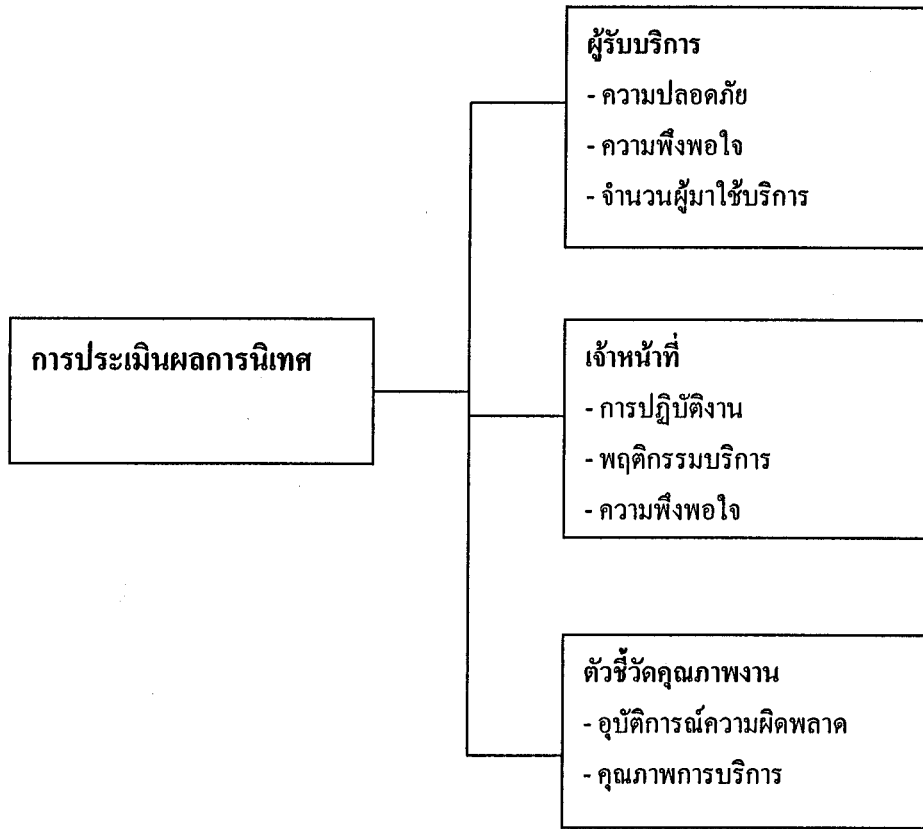 การประเมินผลการนิเทศ
ผู้รับบริการ
- ความปลอดภัย
- ความพึงพอใจ
- จำนวนผู้มาใช้บริการ
เจ้าหน้าที่
- การปฏิบัติงาน
- พฤติกรรมบริการ
- ความพึงพอใจ
ตัวชี้วัดคุณภาพงาน
- อุบัติการณ์ความผิดพลาด
- คุณภาพการบริการ